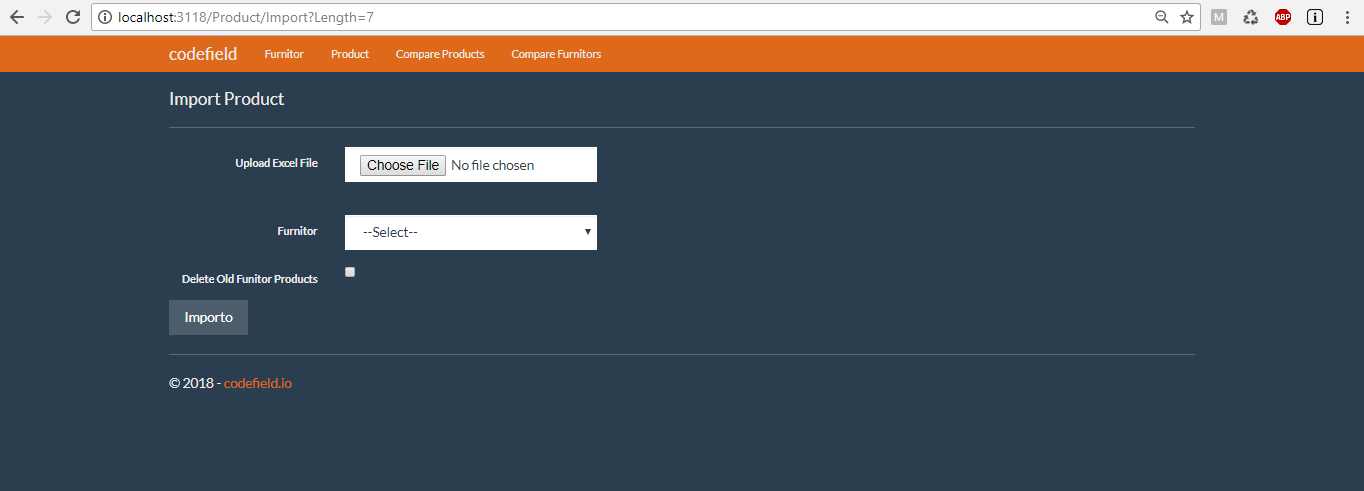 localhost:3118/Product/Import?Length=7
M ABP i
codefield Furnitor Product Compare Products Compare Furnitors
Import Product
Upload Excel File Choose File No file chosen
Furnitor --Select--
Delete Old Funitor Products
Importo
© 2018 - codefield.io